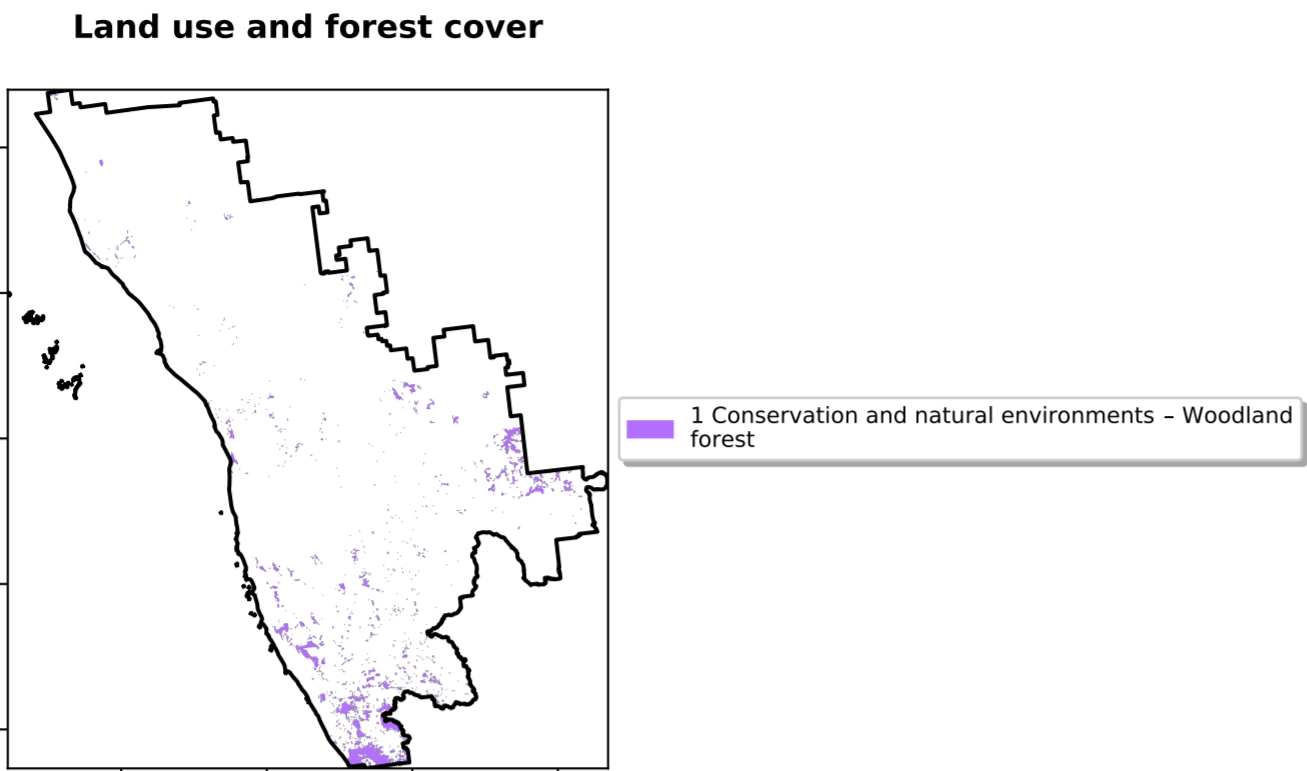 Land use and forest cover
1 Conservation and natural environments – Woodland
forest